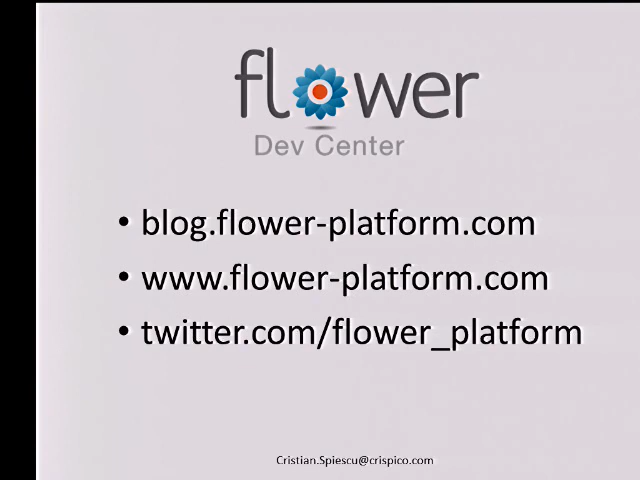 flower
Dev Center
• blog.flower-platform.com
• www.flower-platform.com
• twitter.com/flower_platform
Cristian.Spiescu@crispico.com